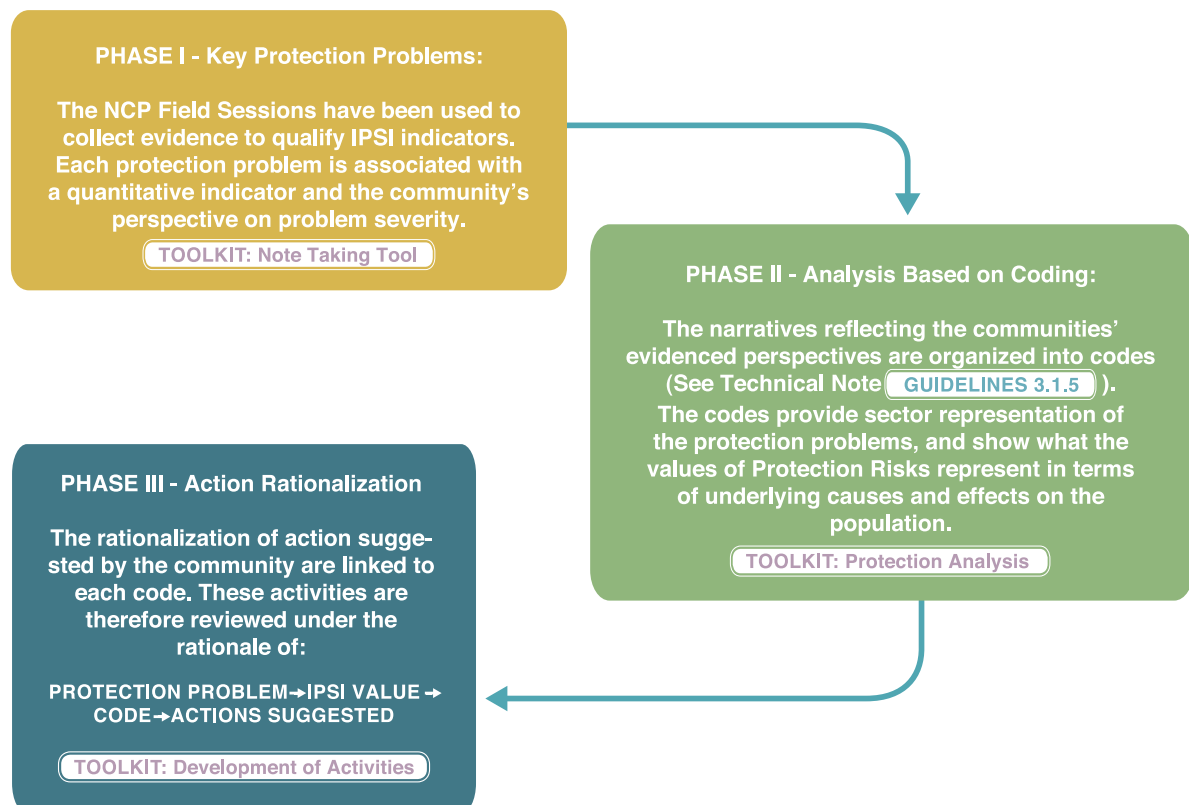 PHASE I - Key Protection Problems:
The NCP Field Sessions have been used to
collect evidence to qualify IPSI indicators.
Each protection problem is associated with
a quantitative indicator and the community's
perspective on problem severity.
TOOLKIT: Note Taking Tool
PHASE II - Analysis Based on Coding:
The narratives reflecting the communities'
evidenced perspectives are organized into codes
(See Technical Note GUIDELINES 3.1.5 ).
The codes provide sector representation of
the protection problems, and show what the
values of Protection Risks represent in terms
of underlying causes and effects on the
population.
TOOLKIT: Protection Analysis
PHASE III - Action Rationalization
The rationalization of action sugge-
sted by the community are linked to
each code. These activities are
therefore reviewed under the
rationale of:
PROTECTION PROBLEM→IPSI VALUE→
CODE→ACTIONS SUGGESTED
TOOLKIT: Development of Activities